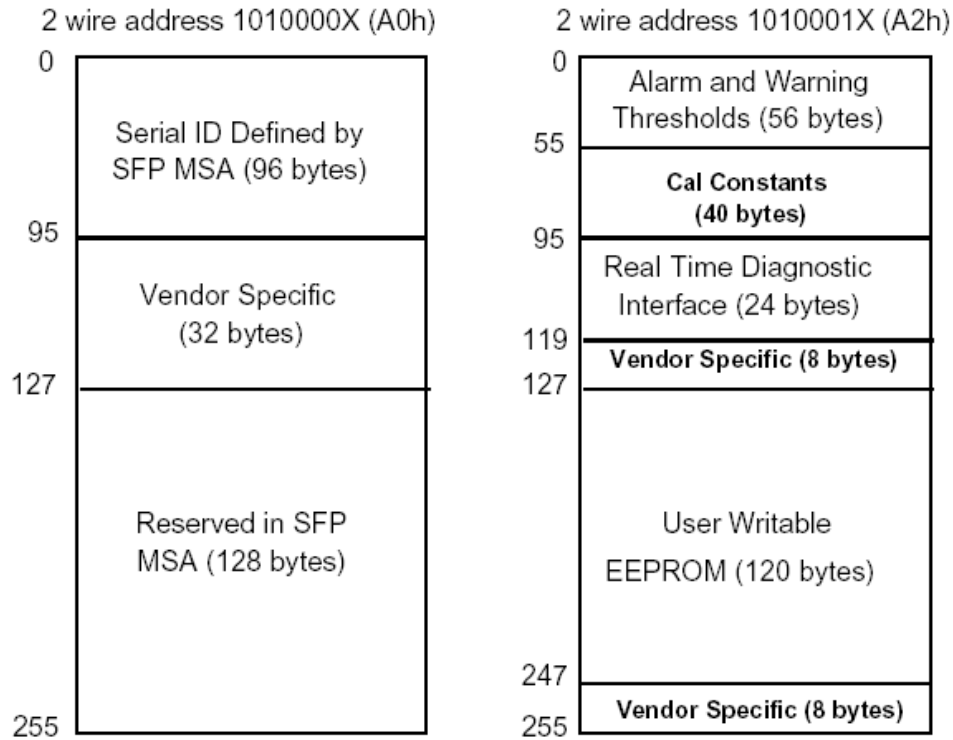 2 wire address 1010000X (A0h)
0
Serial ID Defined by
SFP MSA (96 bytes)
95
Vendor Specific
(32 bytes)
127
Reserved in SFP
MSA (128 bytes)
255
2 wire address 1010001X (A2h)
0
Alarm and Warning
Thresholds (56 bytes)
55
Cal Constants
(40 bytes)
95
Real Time Diagnostic
Interface (24 bytes)
119
Vendor Specific (8 bytes)
127
User Writable
EEPROM (120 bytes)
247
Vendor Specific (8 bytes)
255